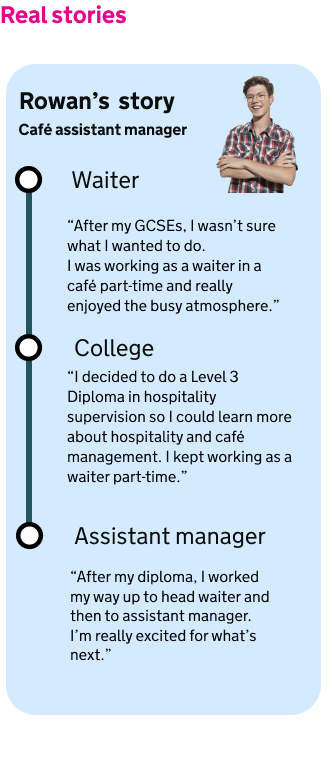 Real stories
Rowan’s story
Café assistant manager
Waiter
“After my GCSEs, I wasn’t sure
what I wanted to do.
I was working as a waiter in a
café part-time and really
enjoyed the busy atmosphere.”
College
“I decided to do a Level 3
Diploma in hospitality
supervision so I could learn more
about hospitality and café
management. I kept working as a
waiter part-time.”
Assistant manager
“After my diploma, I worked
my way up to head waiter and
then to assistant manager.
I’m really excited for what’s
next.”